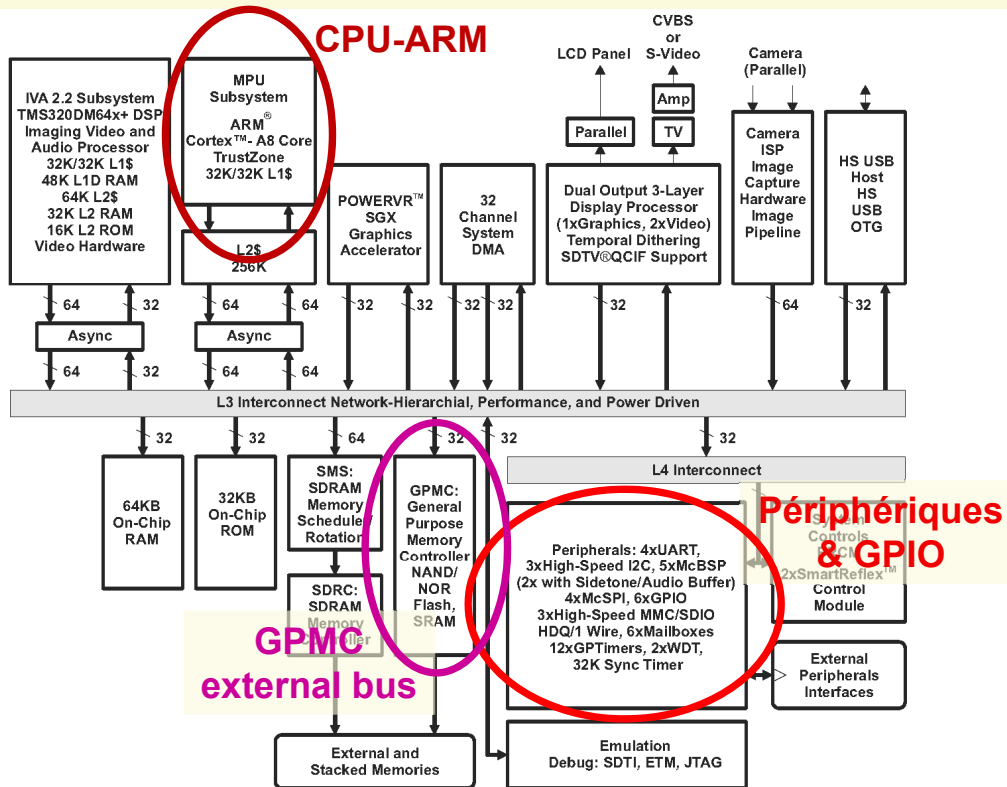 CPU-ARM
CVBS
or
S-Video
LCD Panel
Camera
(Parallel)
Amp
Parallel
TV
IVA 2.2 Subsystem
TMS320DM64x+ DSP
Imaging Video and
Audio Processor
32K/32K L1$
48K L1D RAM
64K L2$
32K L2 RAM
16K L2 ROM
Video Hardware
MPU
Subsystem
ARM®
Cortex™- A8 Core
TrustZone
32K/32K L1$
L2$
256K
POWERVR™
SGX
Graphics
Accelerator
32
Channel
System
DMA
Dual Output 3-Layer
Display Processor
(1xGraphics, 2xVideo)
Temporal Dithering
SDTV®QCIF Support
Camera
ISP
Image
Capture
Hardware
Image
Pipeline
HS USB
Host
HS
USB
OTG
64 32 64 64 32 32 32 32 32 32 64 32
Async Async
64 32 64 64
L3 Interconnect Network-Hierarchial, Performance, and Power Driven
32 32 64 32 32 32
L4 Interconnect
64KB
On-Chip
RAM
32KB
On-Chip
ROM
SMS:
SDRAM
Memory
Scheduler/
Rotation
SDRC:
SDRAM
Memory
Controller
GPMC:
General
Purpose
Memory
Controller
NAND/
NOR
Flash,
SRAM
GPMC
external bus
Peripherals: 4xUART,
3xHigh-Speed I2C, 5xMcBSP
(2x with Sidetone/Audio Buffer)
4xMcSPI, 6xGPIO
3xHigh-Speed MMC/SDIO
HDQ/1 Wire, 6xMailboxes
12xGPTimers, 2xWDT,
32K Sync Timer
Périphériques
& GPIO
System
Controls
2xSmartReflex™
Control
Module
External
Peripherals
Interfaces
External and
Stacked Memories
Emulation
Debug: SDTI, ETM, JTAG